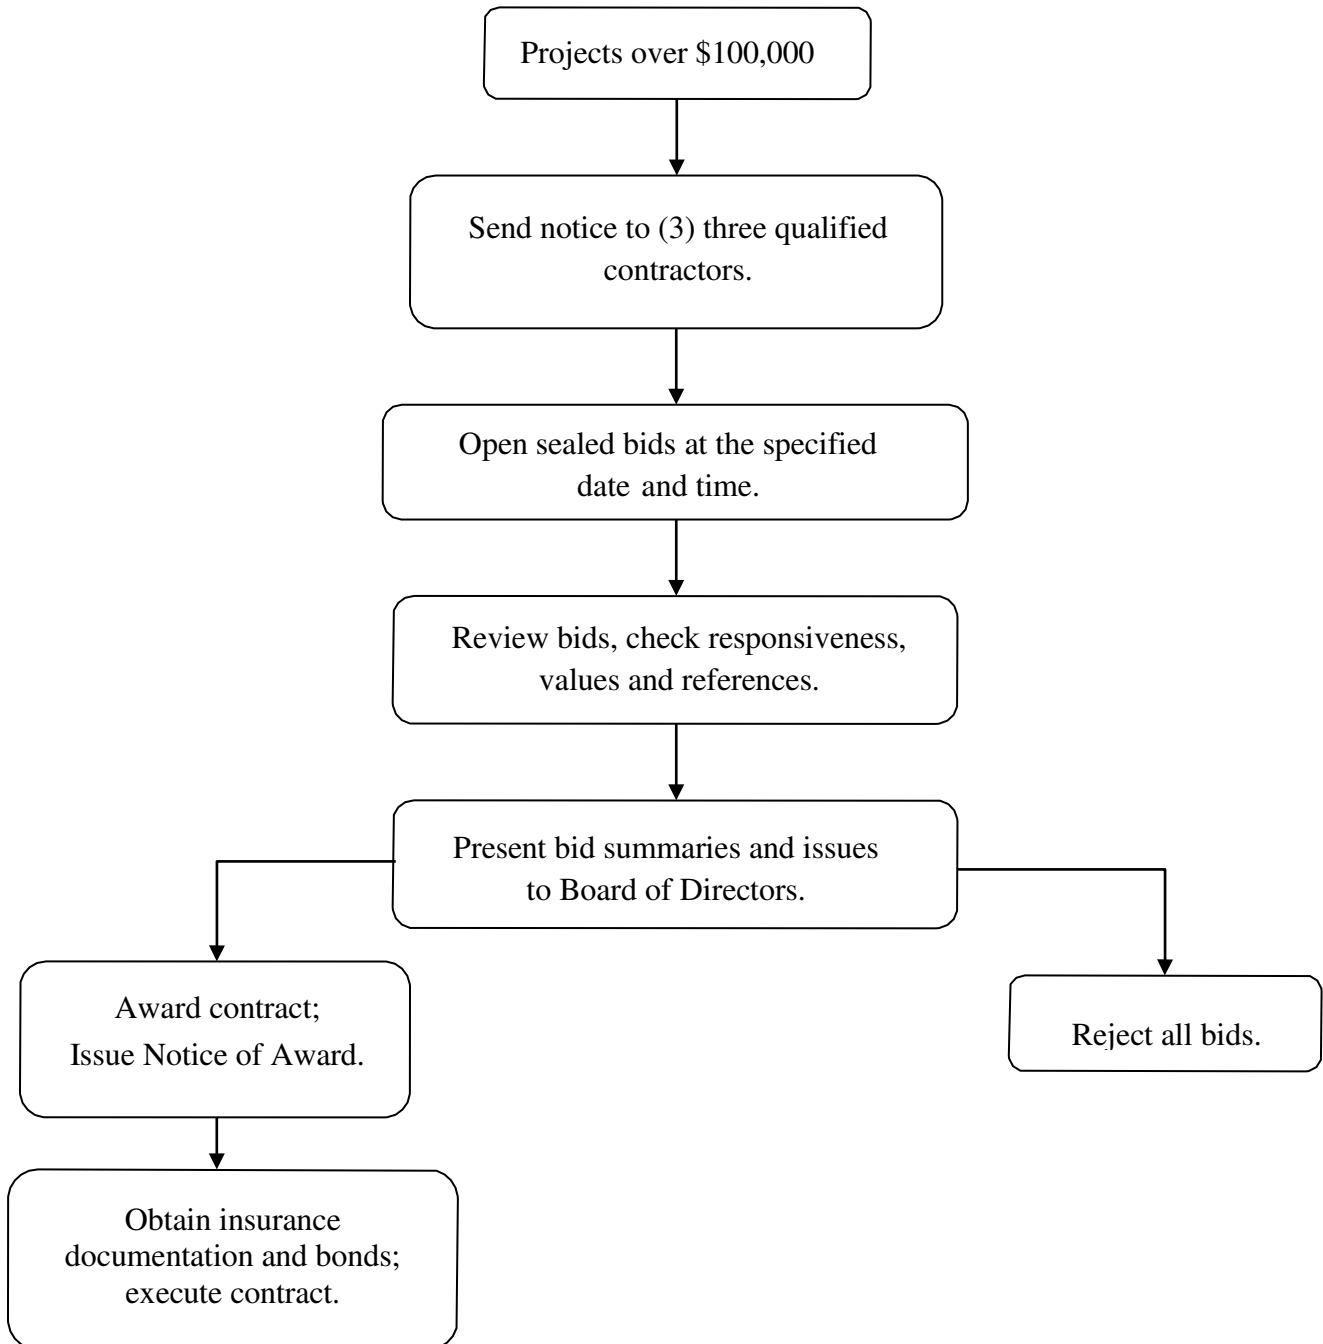 Projects over $100,000
Send notice to (3) three qualified
contractors.
Open sealed bids at the specified
date and time.
Review bids, check responsiveness,
values and references.
Present bid summaries and issues
to Board of Directors.
Award contract;
Issue Notice of Award.
Reject all bids.
Obtain insurance
documentation and bonds;
execute contract.